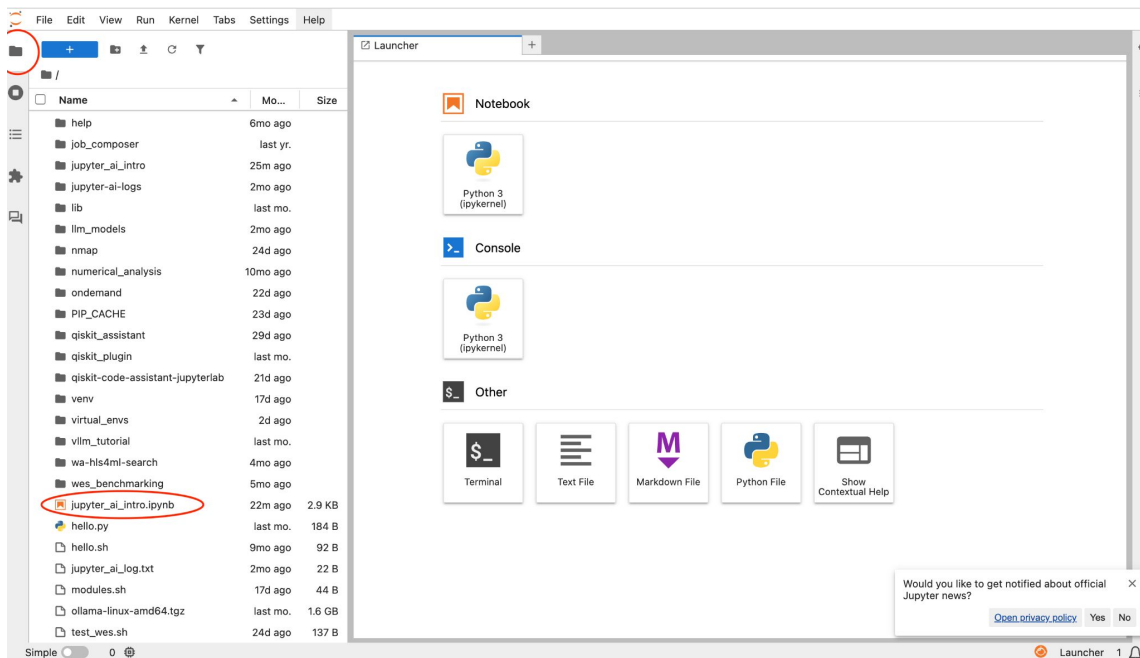 File Edit View Run Kernel Tabs Settings Help
+
Launcher
+
/
Name Mo... Size
help 6mo ago
job_composer last yr.
jupyter_ai_intro 25m ago
jupyter-ai-logs 2mo ago
lib last mo.
llm_models 2mo ago
nmap 24d ago
numerical_analysis 10mo ago
ondemand 22d ago
PIP_CACHE 23d ago
qiskit_assistant 29d ago
qiskit_plugin last mo.
qiskit-code-assistant-jupyterlab 21d ago
venv 17d ago
virtual_envs 2d ago
vllm_tutorial last mo.
wa-hls4ml-search 4mo ago
wes_benchmarking 5mo ago
jupyter_ai_intro.ipynb 22m ago 2.9 KB
hello.py last mo. 184 B
hello.sh 9mo ago 92 B
jupyter_ai_log.txt 2mo ago 22 B
modules.sh 17d ago 44 B
ollama-linux-amd64.tgz last mo. 1.6 GB
test_wes.sh 24d ago 137 B
Notebook
Python 3
(ipykernel)
Console
Python 3
(ipykernel)
$_ Other
$_
M
Terminal Text File Markdown File Python File Show
Contextual Help
Would you like to get notified about official
Jupyter news?
Open privacy policy Yes No
Simple 0 Launcher 1